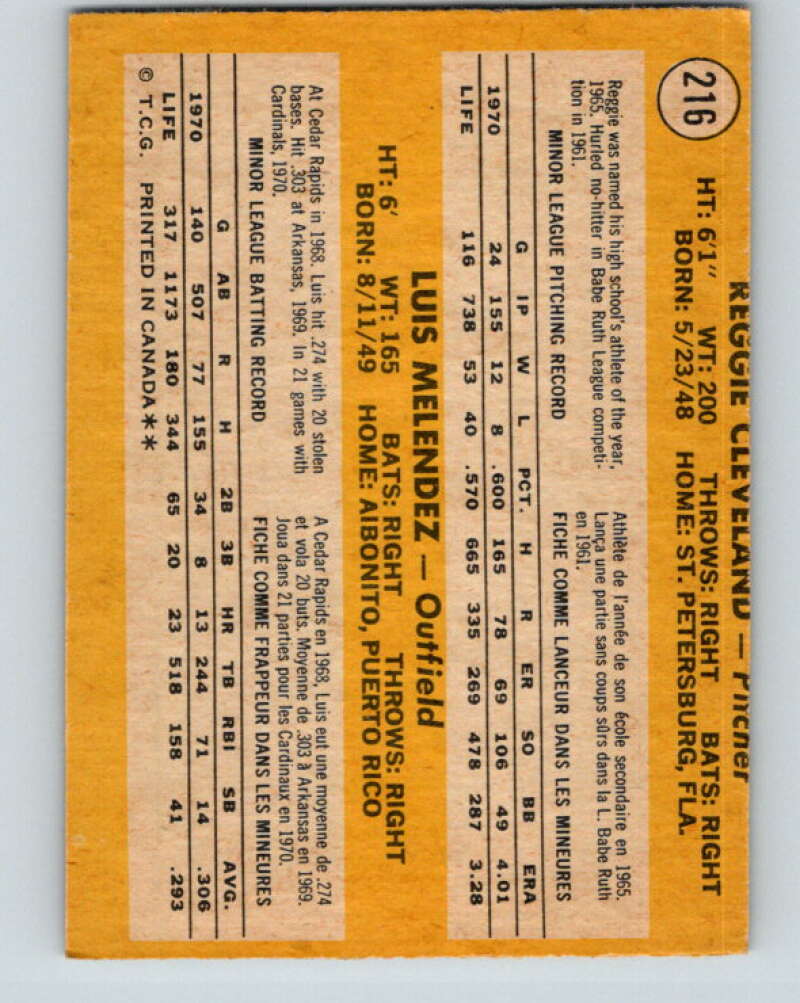 216
REGGIE CLEVELAND — Pitcher
HT: 6'1" WT: 200 THROWS: RIGHT BATS: RIGHT
BORN: 5/23/48 HOME: ST. PETERSBURG, FLA.
Reggie was named his high school's athlete of the year,
1965. Hurled no-hitter in Babe Ruth League competi-
tion in 1961.
Athlète de l'année de son école secondaire en 1965.
Lança une partie sans coups sûrs dans la L. Babe Ruth
en 1961.
MINOR LEAGUE PITCHING RECORD FICHE COMME LANCEUR DANS LES MINEURES
G IP W L PCT. H R ER SO BB ERA
1970 24 155 12 8 .600 165 78 69 106 49 4.01
LIFE 116 738 53 40 .570 665 335 269 478 287 3.28
LUIS MELENDEZ — Outfield
HT: 6' WT: 165 BATS: RIGHT THROWS: RIGHT
BORN: 8/11/49 HOME: AIBONITO, PUERTO RICO
At Cedar Rapids in 1968, Luis hit .274 with 20 stolen
bases. Hit .303 at Arkansas, 1969. In 21 games with
Cardinals, 1970.
A Cedar Rapids en 1968, Luis eut une moyenne de .274
et vola 20 buts. Moyenne de .303 à Arkansas en 1969.
Joua dans 21 parties pour les Cardinaux en 1970.
MINOR LEAGUE BATTING RECORD FICHE COMME FRAPPEUR DANS LES MINEURES
G AB R H 2B 3B HR TB RBI SB AVG.
1970 140 507 77 155 34 8 13 244 71 14 .306
LIFE 317 1173 180 344 65 20 23 518 158 41 .293
© T.C.G. PRINTED IN CANADA**